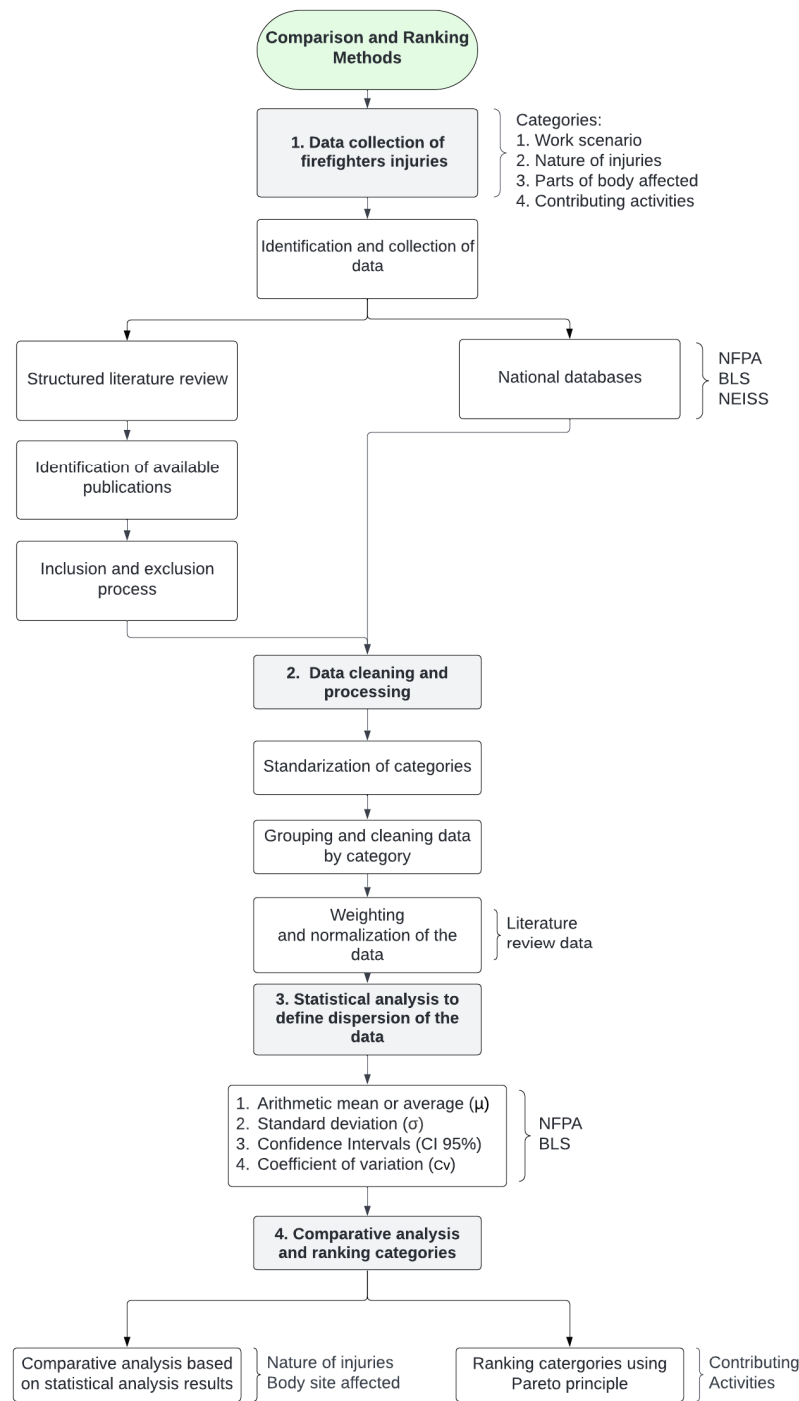 Comparison and Ranking
Methods
1. Data collection of
firefighters injuries
Categories:
1. Work scenario
2. Nature of injuries
3. Parts of body affected
4. Contributing activities
Identification and collection of
data
Structured literature review
National databases
NFPA
BLS
NEISS
Identification of available
publications
Inclusion and exclusion
process
2. Data cleaning and
processing
Standarization of categories
Grouping and cleaning data
by category
Weighting
and normalization of the
data
Literature
review data
3. Statistical analysis to
define dispersion of the
data
1. Arithmetic mean or average (μ)
2. Standard deviation (σ)
3. Confidence Intervals (CI 95%)
4. Coefficient of variation (cv)
NFPA
BLS
4. Comparative analysis
and ranking categories
Comparative analysis based
on statistical analysis results
Nature of injuries
Body site affected
Ranking catergories using
Pareto principle
Contributing
Activities